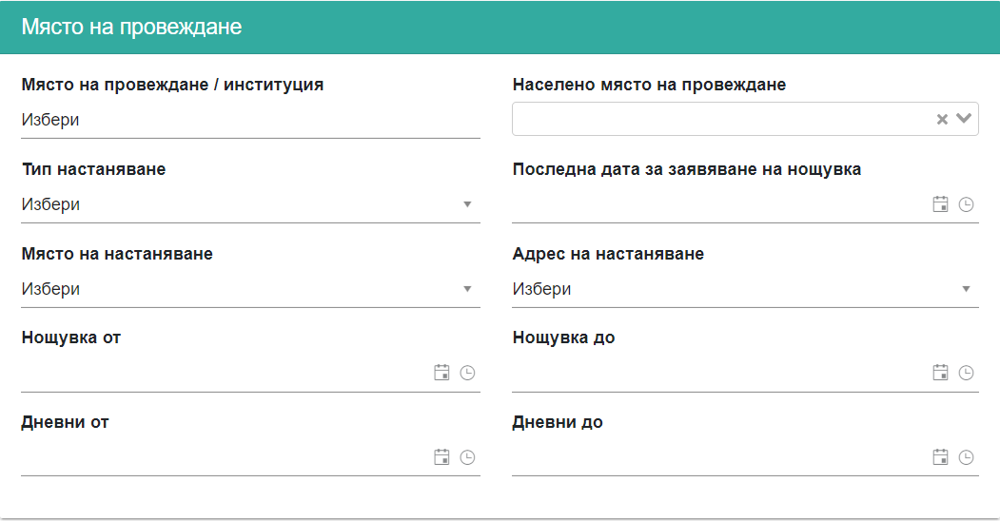 Място на провеждане
Място на провеждане / институция
Населено място на провеждане
Избери
Тип настаняване
Последна дата за заявяване на нощувка
Избери
Място на настаняване
Адрес на настаняване
Избери
Избери
Нощувка от
Нощувка до
Дневни от
Дневни до